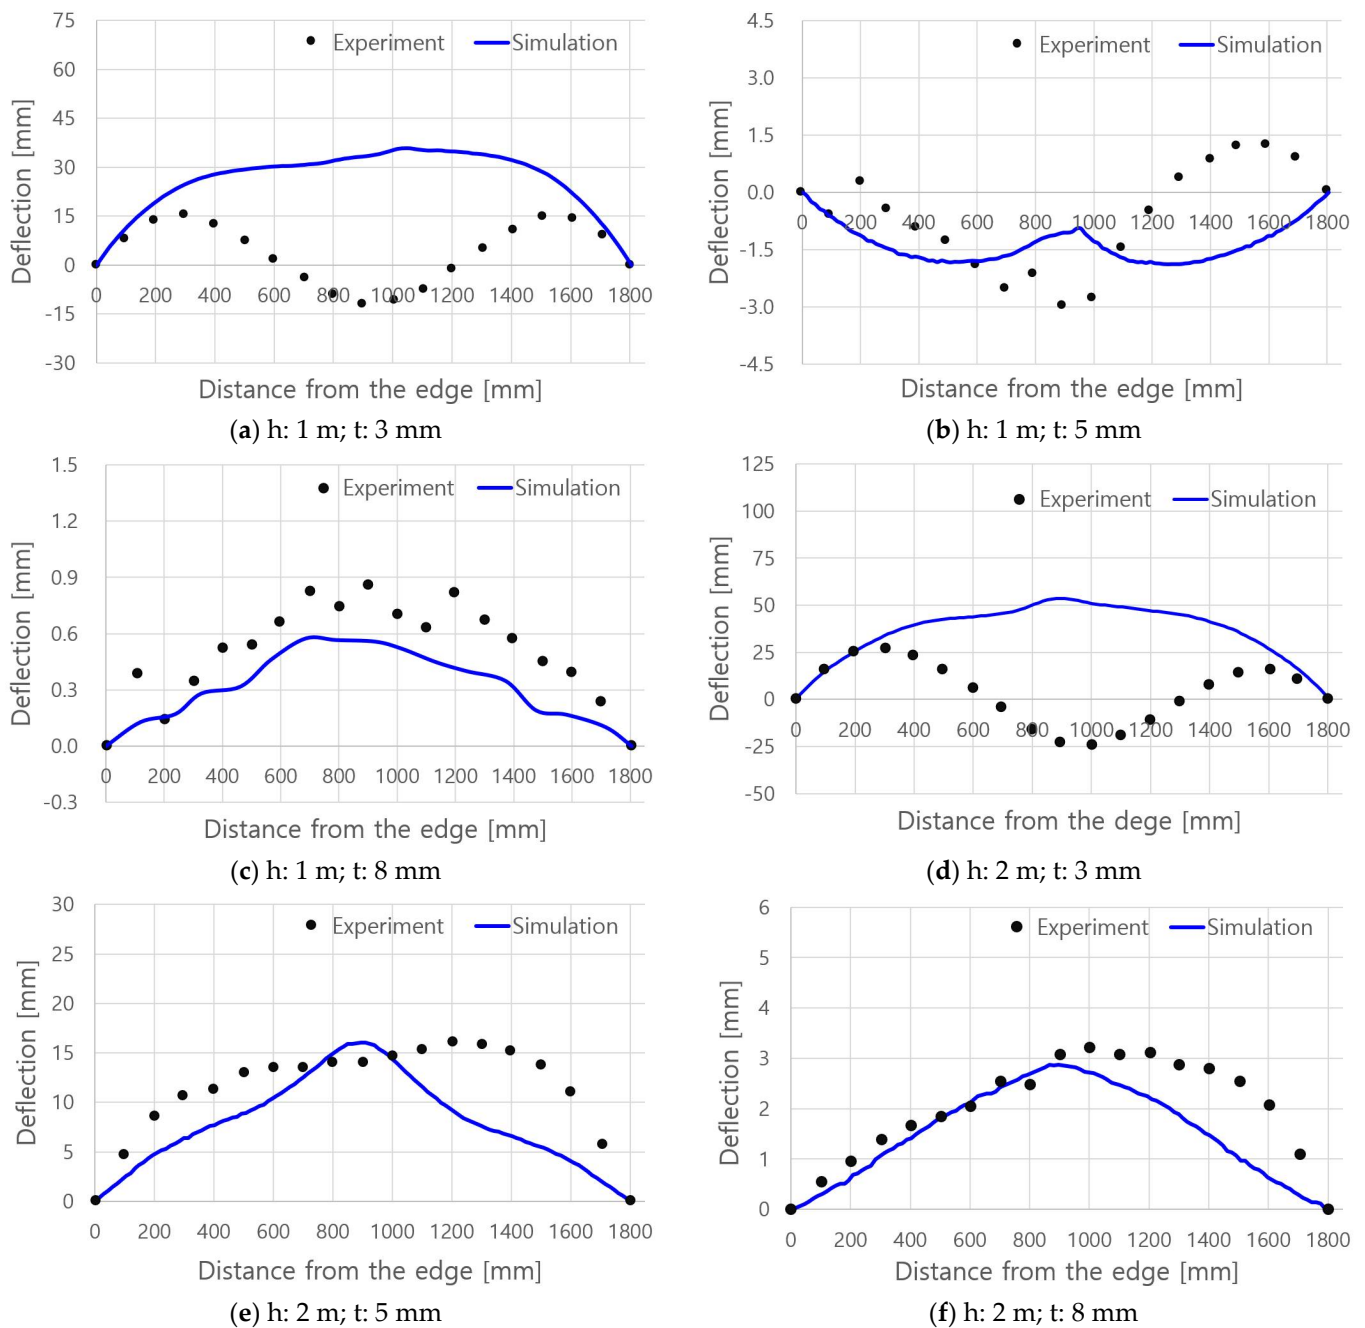 75
60
45
30
15
0
-15
-30
Deflection [mm]
Experiment Simulation
0 200 400 600 800 1000 1200 1400 1600 1800
Distance from the edge [mm]
(a) h: 1 m; t: 3 mm
4.5
3.0
1.5
0.0
-1.5
-3.0
-4.5
Deflection [mm]
Experiment Simulation
0 200 400 600 800 1000 1200 1400 1600 1800
Distance from the edge [mm]
(b) h: 1 m; t: 5 mm
1.5
1.2
0.9
0.6
0.3
0.0
-0.3
Deflection [mm]
Experiment Simulation
0 200 400 600 800 1000 1200 1400 1600 1800
Distance from the edge [mm]
(c) h: 1 m; t: 8 mm
125
100
75
50
25
0
-25
-50
Deflection [mm]
Experiment Simulation
0 200 400 600 800 1000 1200 1400 1600 1800
Distance from the dege [mm]
(d) h: 2 m; t: 3 mm
30
25
20
15
10
5
0
Deflection [mm]
Experiment Simulation
0 200 400 600 800 1000 1200 1400 1600 1800
Distance from the edge [mm]
(e) h: 2 m; t: 5 mm
6
5
4
3
2
1
0
Deflection [mm]
Experiment Simulation
0 200 400 600 800 1000 1200 1400 1600 1800
Distance from the edge [mm]
(f) h: 2 m; t: 8 mm